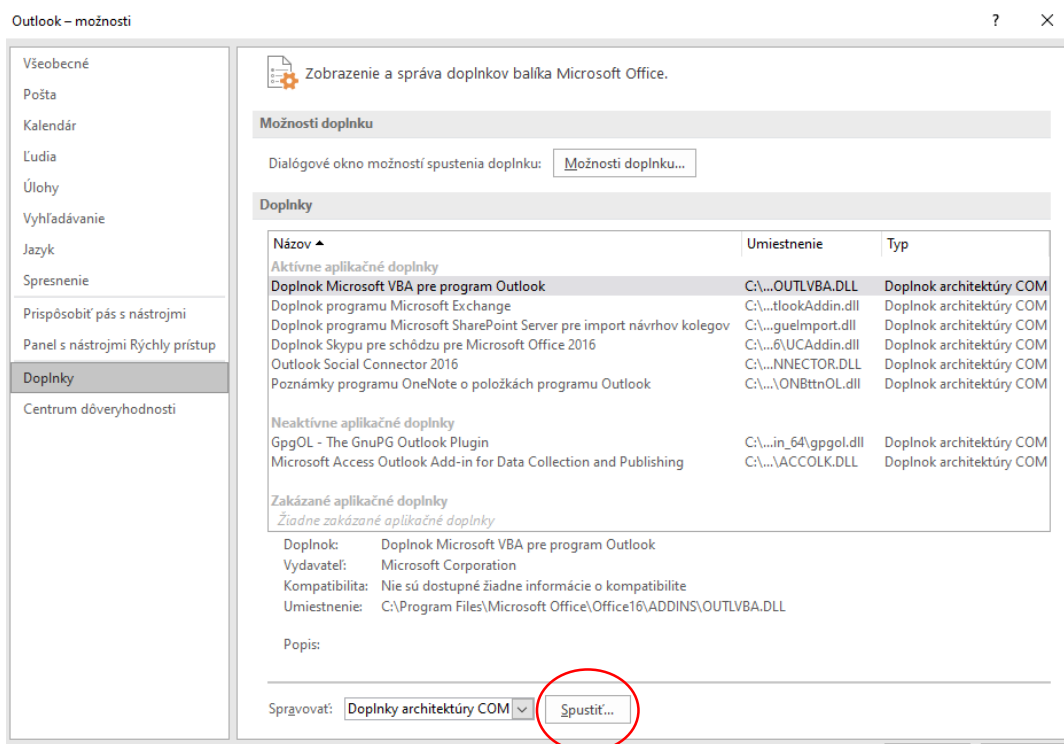 Outlook – možnosti ? ×
Všeobecné
Pošta
Kalendár
Ľudia
Úlohy
Vyhľadávanie
Jazyk
Spresnenie
Prispôsobiť pás s nástrojmi
Panel s nástrojmi Rýchly prístup
Doplnky
Centrum dôveryhodnosti
Zobrazenie a správa doplnkov balíka Microsoft Office.
Možnosti doplnku
Dialógové okno možností spustenia doplnku: Možnosti doplnku...
Doplnky
Názov Umiestnenie Typ
Aktívne aplikačné doplnky
Doplnok Microsoft VBA pre program Outlook C:\...OUTLVBA.DLL Doplnok architektúry COM
Doplnok programu Microsoft Exchange C:\...tlookAddin.dll Doplnok architektúry COM
Doplnok programu Microsoft SharePoint Server pre import návrhov kolegov C:\...gueImport.dll Doplnok architektúry COM
Doplnok Skypu pre schôdzu pre Microsoft Office 2016 C:\...6\UCAddin.dll Doplnok architektúry COM
Outlook Social Connector 2016 C:\...NNECTOR.DLL Doplnok architektúry COM
Poznámky programu OneNote o položkách programu Outlook C:\...\ONBttnOL.dll Doplnok architektúry COM
Neaktívne aplikačné doplnky
GpgOL - The GnuPG Outlook Plugin C:\...in_64\gpgol.dll Doplnok architektúry COM
Microsoft Access Outlook Add-in for Data Collection and Publishing C:\...\ACCOLK.DLL Doplnok architektúry COM
Zakázané aplikačné doplnky
Žiadne zakázané aplikačné doplnky
Doplnok: Doplnok Microsoft VBA pre program Outlook
Vydavateľ: Microsoft Corporation
Kompatibilita: Nie sú dostupné žiadne informácie o kompatibilite
Umiestnenie: C:\Program Files\Microsoft Office\Office16\ADDINS\OUTLVBA.DLL
Popis:
Spravovať: Doplnky architektúry COM Spustiť...